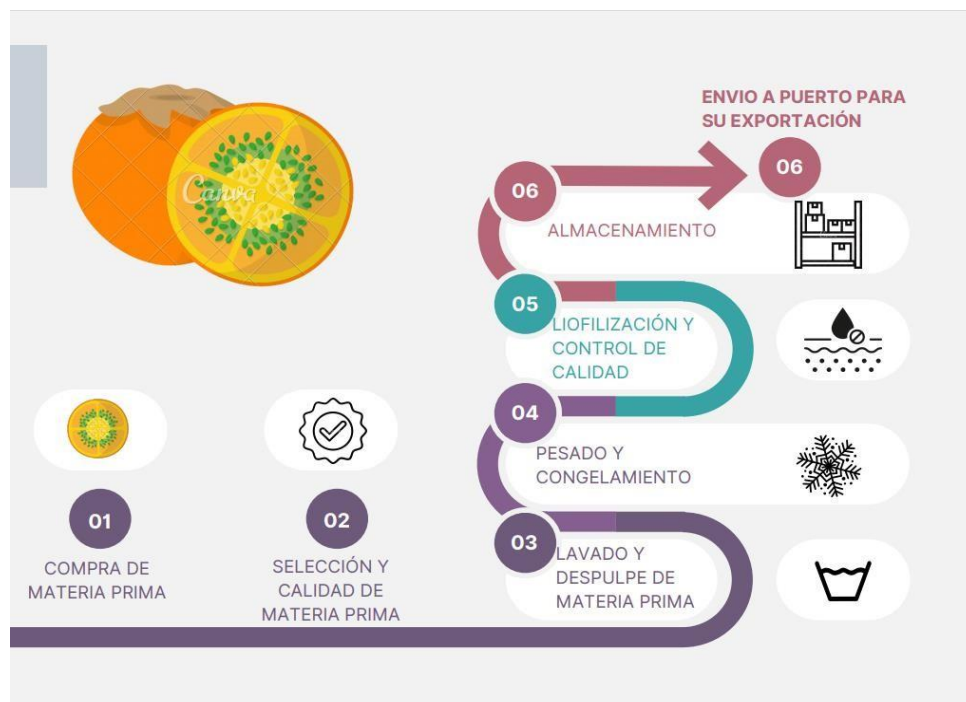 Canva
01
COMPRA DE
MATERIA PRIMA
02
SELECCIÓN Y
CALIDAD DE
MATERIA PRIMA
03
LAVADO Y
DESPULPE DE
MATERIA PRIMA
04
PESADO Y
CONGELAMIENTO
05
LIOFILIZACIÓN Y
CONTROL DE
CALIDAD
06
ALMACENAMIENTO
ENVIO A PUERTO PARA
SU EXPORTACIÓN
06